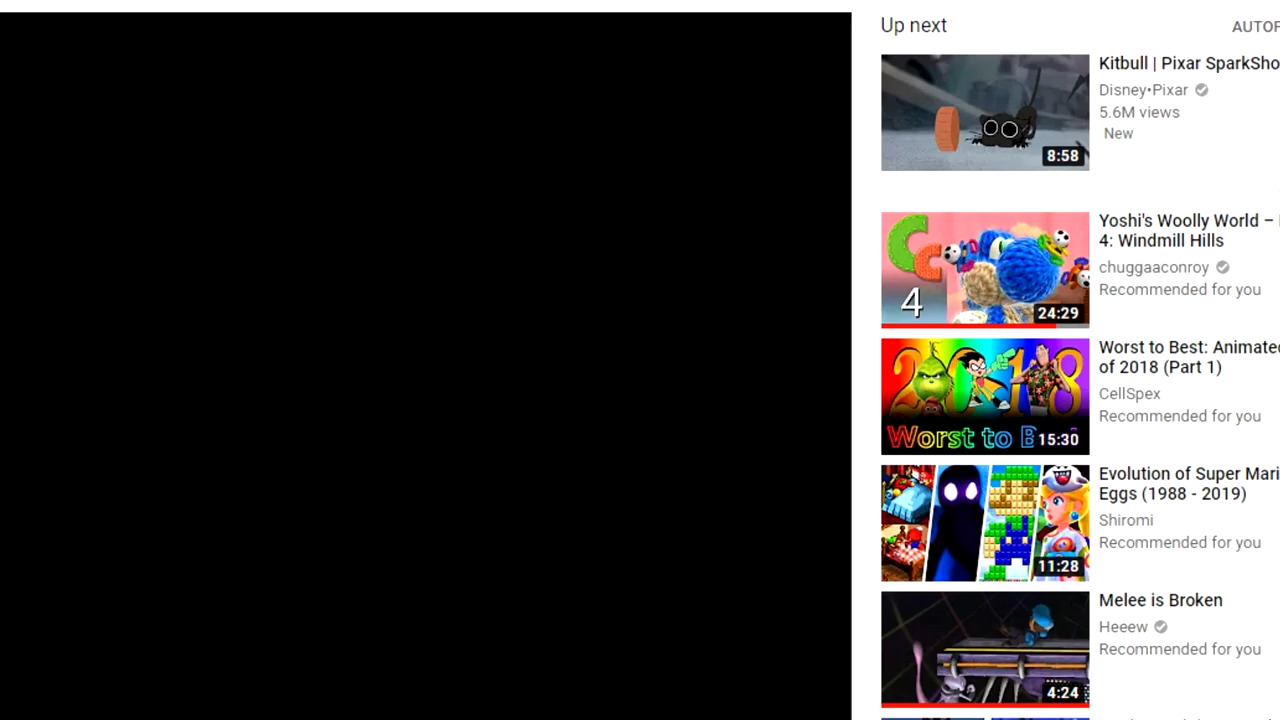 Up next
AUTOP
Kitbull | Pixar SparkSho
Disney•Pixar
5.6M views
New
8:58
Yoshi's Woolly World –
4: Windmill Hills
chuggaaconroy
Recommended for you
C
C
4
24:29
Worst to Best: Animated
of 2018 (Part 1)
CellSpex
Recommended for you
2018
Worst to B
15:30
Evolution of Super Mari
Eggs (1988 - 2019)
Shiromi
Recommended for you
11:28
Melee is Broken
Heeew
Recommended for you
4:24